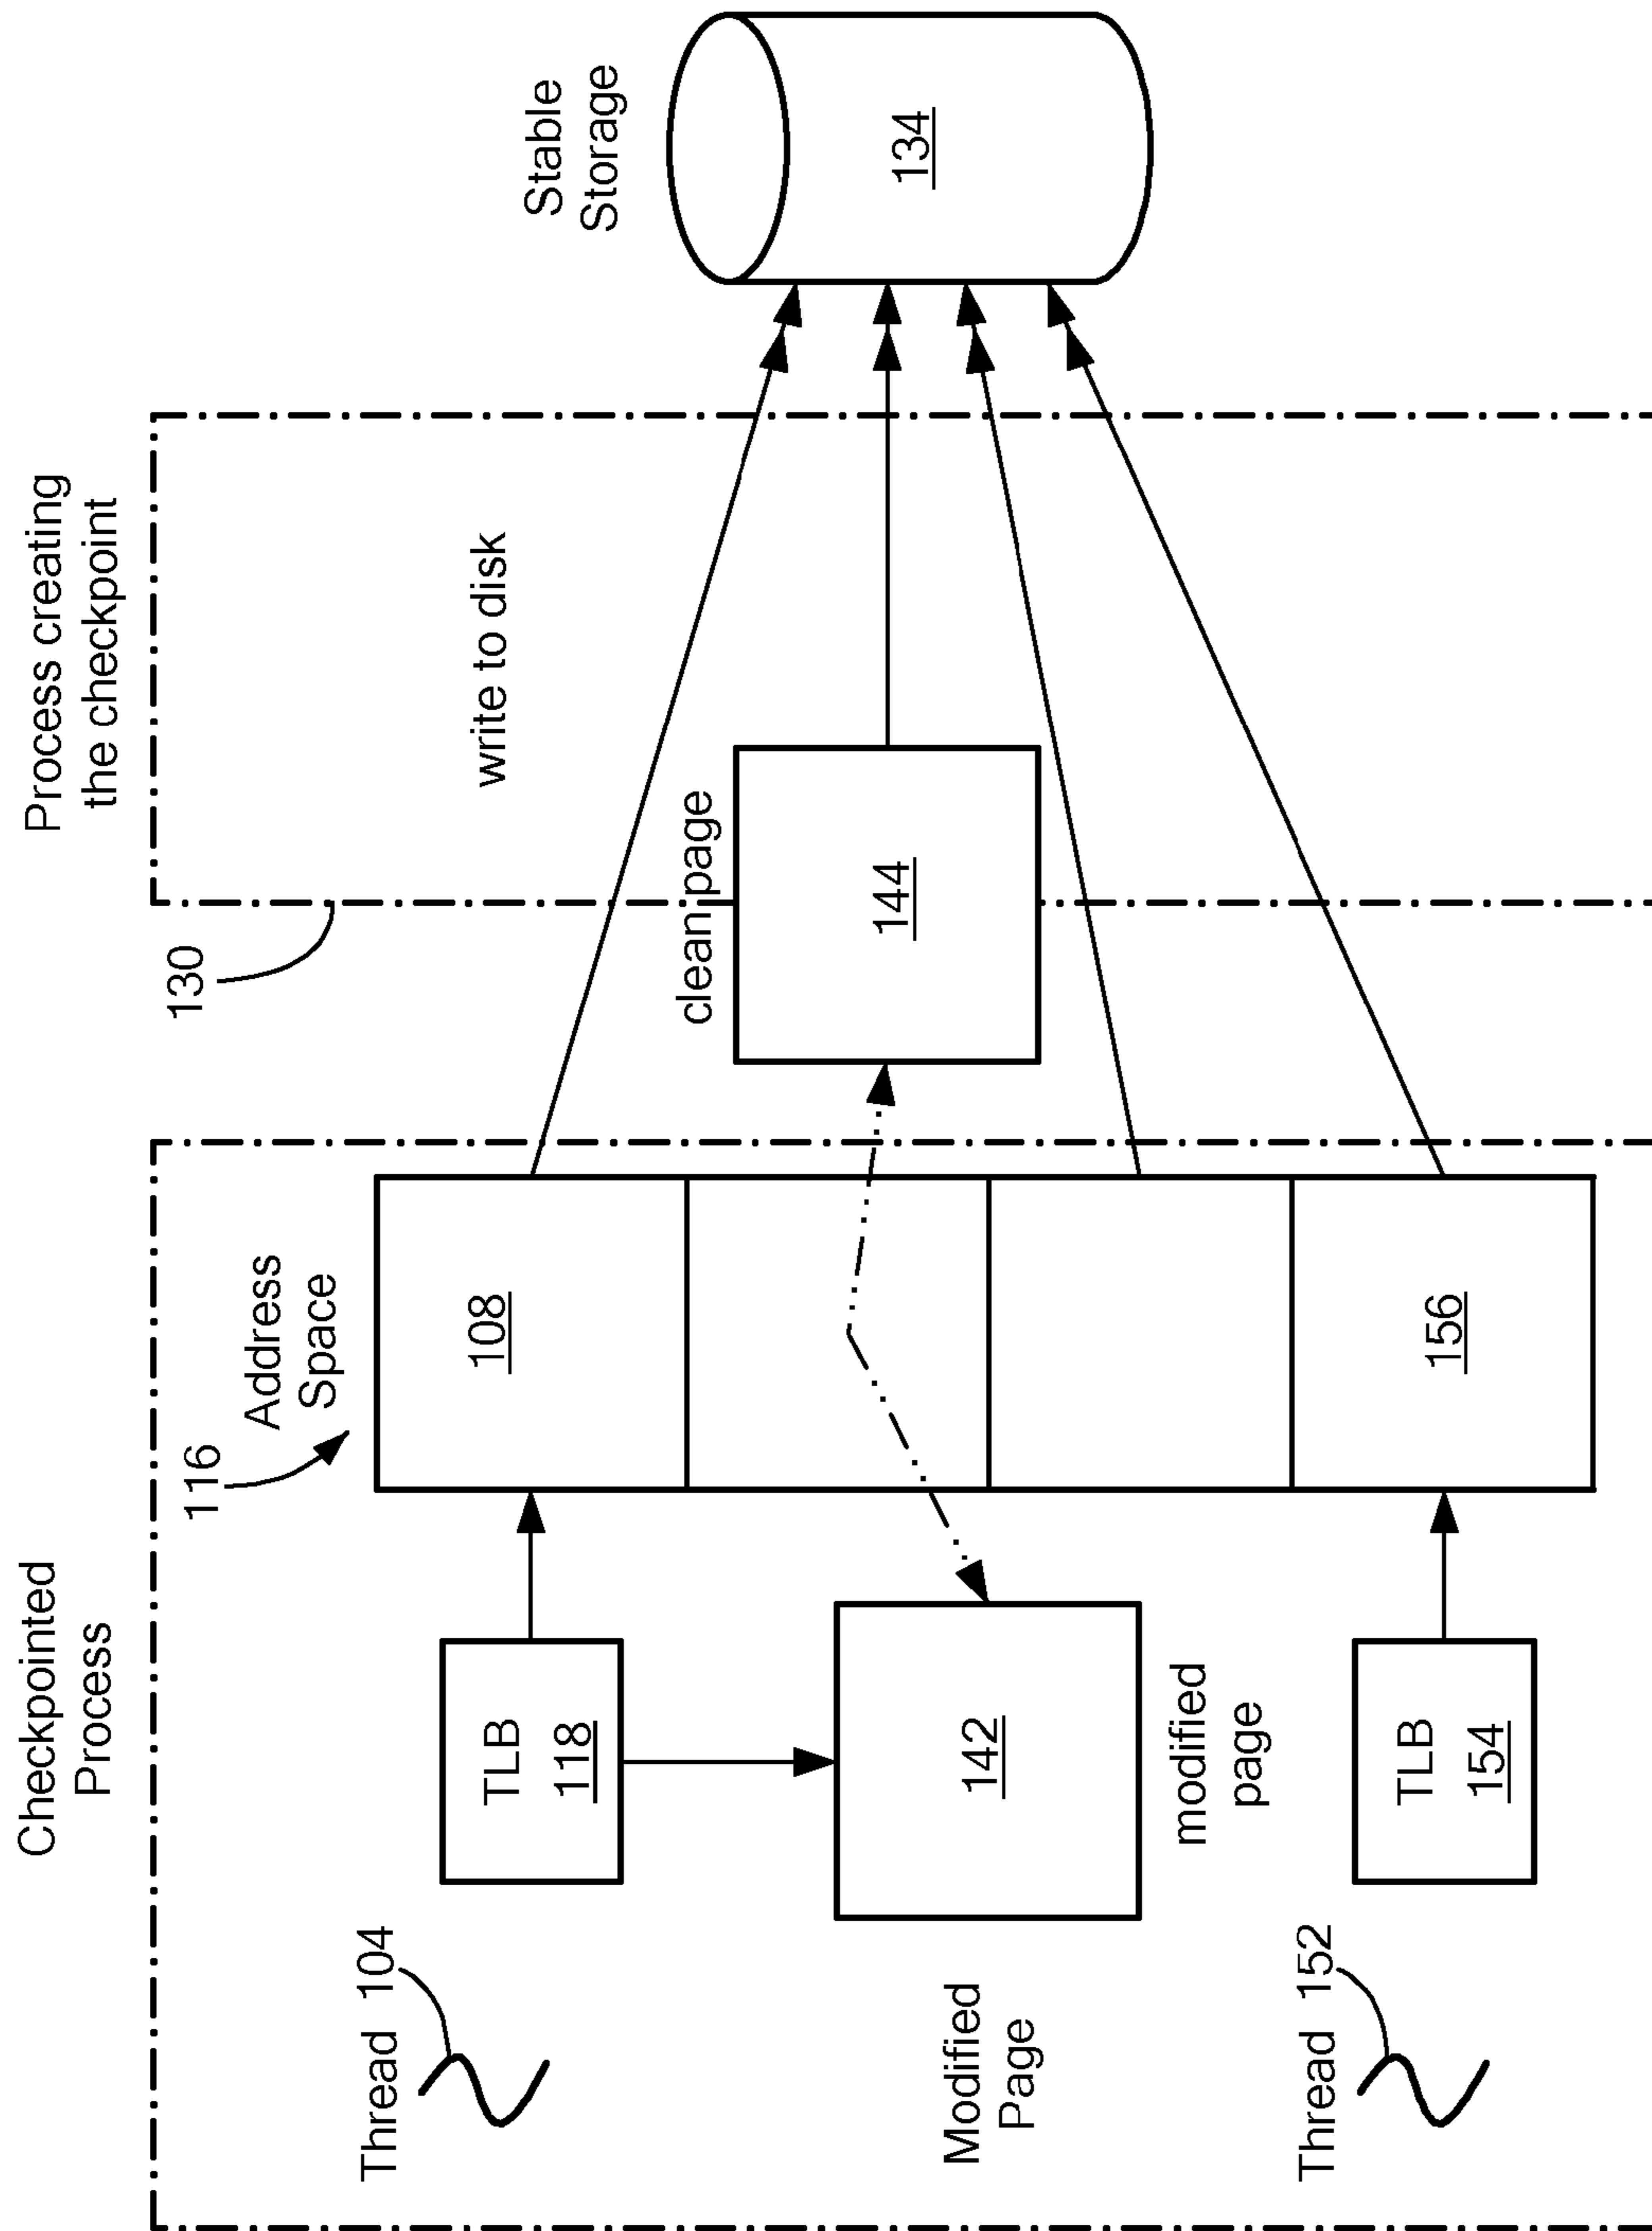 Checkpointed
Process
Process creating
the checkpoint
116
Address
Space
130
write to disk
Stable
Storage
Thread 104
TLB
118
108
clean page
144
134
Modified
Page
142
modified
page
Thread 152
TLB
154
156